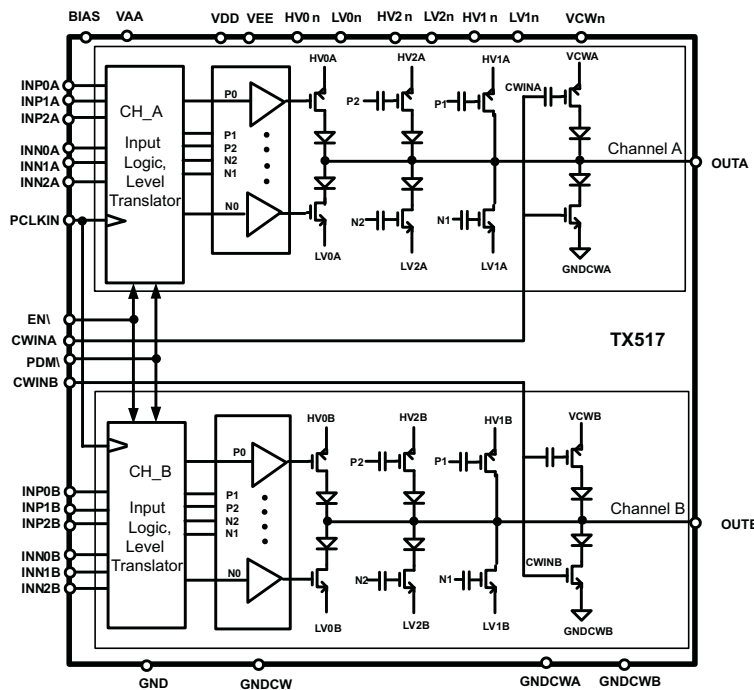 BIAS VAA VDD VEE HV0 n LV0n HV2 n LV2n HV1 n LV1n VCWn
HV0A HV2A HV1A VCWA
INP0A
INP1A
INP2A
INN0A
INN1A
INN2A
PCLKIN
CH_A
Input
Logic,
Level
Translator
P0
P1
P2
N2
N1
N0
P2 P1 CWINA
Channel A
OUTA
N2 N1
LV0A LV2A LV1A GNDCWA
EN\
CWINA
PDM\
CWINB
TX517
HV0B HV2B HV1B VCWB
CH_B
Input
Logic,
Level
Translator
INP0B
INP1B
INP2B
INN0B
INN1B
INN2B
P0
P1
P2
N2
N1
N0
P2 P1
Channel B
OUTB
CWINB
N2 N1
LV0B LV2B LV1B GNDCWB
GND GNDCW GNDCWA GNDCWB